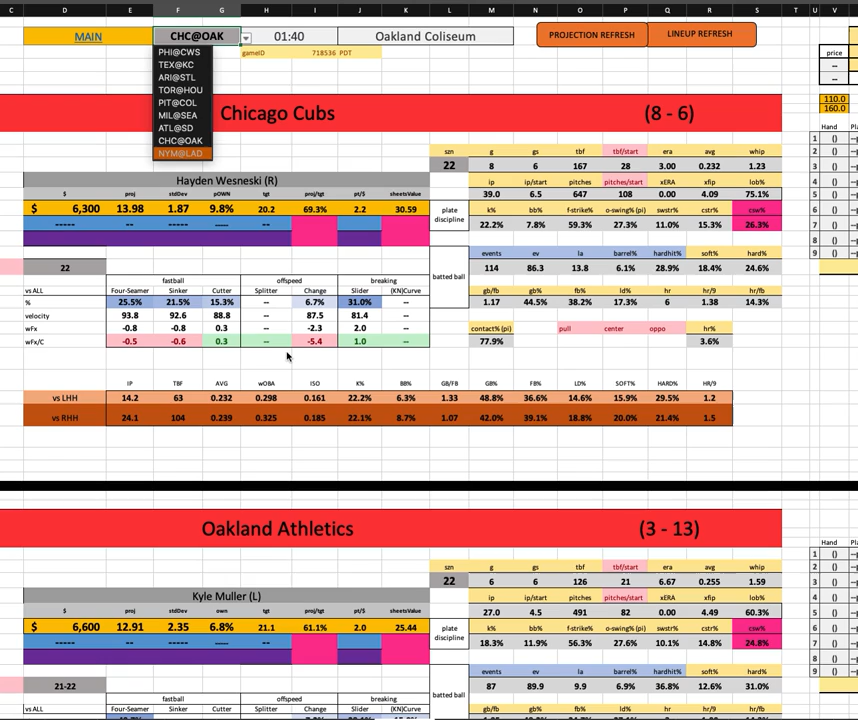 C D E F G H I J K L M N O P Q R S T U V
MAIN CHC@OAK 01:40 Oakland Coliseum PROJECTION REFRESH LINEUP REFRESH
PHI@CWS gameID 718536 PDT price
TEX@KC --
ARI@STL --
TOR@HOU
PIT@COL 110.0
MIL@SEA 160.0
ATL@SD
CHC@OAK
NYM@LAD
Chicago Cubs (8 - 6)
Hand
1 ()
2 ()
3 ()
4 ()
5 ()
6 ()
7 ()
8 ()
9 ()
szn g gs tbf tbf/start era avg whip
22 8 6 167 28 3.00 0.232 1.23
Hayden Wesneski (R) ip ip/start pitches pitches/start xERA xfip lob%
$ proj stdDev pOWN tgt proj/tgt pt/$ sheetsValue 39.0 6.5 647 108 0.00 4.09 75.1%
$ 6,300 13.98 1.87 9.8% 20.2 69.3% 2.2 30.59 plate discipline k% bb% f-strike% o-swing% (pi) swstr% cstr% csw%
----- -- ---- ----- -- 22.2% 7.8% 59.3% 27.3% 11.0% 15.3% 26.3%
batted ball events ev la barrel% hardhit% soft% hard%
22 114 86.3 13.8 6.1% 28.9% 18.4% 24.6%
fastball offspeed breaking
vs ALL Four-Seamer Sinker Cutter Splitter Change Slider (KN)Curve gb/fb gb% fb% ld% hr hr/9 hr/fb
% 25.5% 21.5% 15.3% -- 6.7% 31.0% -- 1.17 44.5% 38.2% 17.3% 6 1.38 14.3%
velocity 93.8 92.6 88.8 -- 87.5 81.4 --
wFx -0.8 -0.8 0.3 -- -2.3 2.0 -- contact% (pi) pull center oppo hr%
wFx/C -0.5 -0.6 0.3 -- -5.4 1.0 -- 77.9% 3.6%
IP TBF AVG wOBA ISO K% BB% GB/FB GB% FB% LD% SOFT% HARD% HR/9
vs LHH 14.2 63 0.232 0.298 0.161 22.2% 6.3% 1.33 48.8% 36.6% 14.6% 15.9% 29.5% 1.2
vs RHH 24.1 104 0.239 0.325 0.185 22.1% 8.7% 1.07 42.0% 39.1% 18.8% 20.0% 21.4% 1.5
Oakland Athletics (3 - 13)
Hand
1 ()
2 ()
3 ()
4 ()
5 ()
6 ()
7 ()
8 ()
9 ()
szn g gs tbf tbf/start era avg whip
22 6 6 126 21 6.67 0.255 1.59
Kyle Muller (L) ip ip/start pitches pitches/start xERA xfip lob%
$ proj stdDev own tgt proj/tgt pt/$ sheetsValue 27.0 4.5 491 82 0.00 4.49 60.3%
$ 6,600 12.91 2.35 6.8% 21.1 61.1% 2.0 25.44 plate discipline k% bb% f-strike% o-swing% (pi) swstr% cstr% csw%
----- -- ---- ----- -- 18.3% 11.9% 56.3% 27.6% 10.1% 14.8% 24.8%
batted ball events ev la barrel% hardhit% soft% hard%
21-22 87 89.9 9.9 6.9% 36.8% 12.6% 31.0%
fastball offspeed breaking
vs ALL Four-Seamer Sinker Cutter Splitter Change Slider (KN)Curve gb/fb gb% fb% ld% hr hr/9 hr/fb